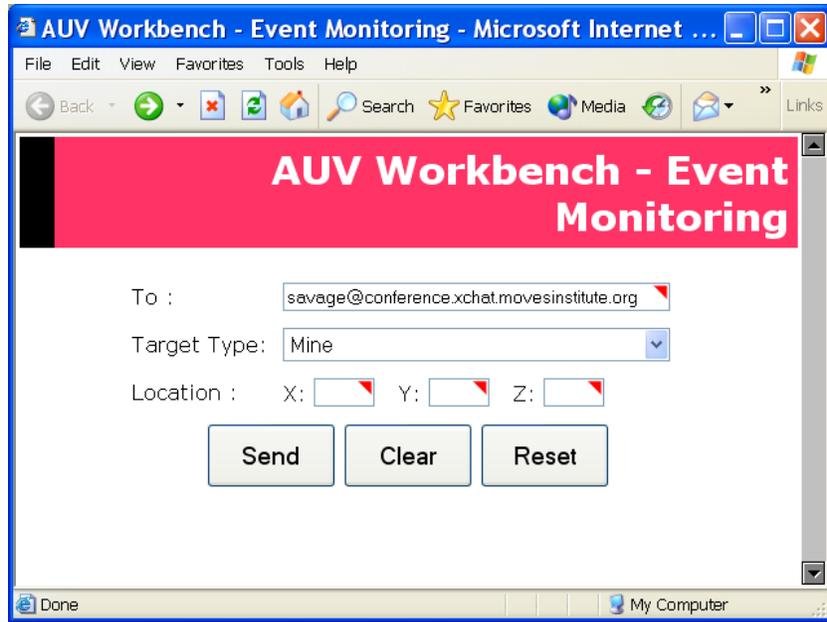 AUV Workbench - Event Monitoring - Microsoft Internet ...
File Edit View Favorites Tools Help
Back Search Favorites Media » Links
AUV Workbench - Event
Monitoring
To : savage@conference.xchat.movesinstitute.org
Target Type: Mine
Location : X: Y: Z:
Send Clear Reset
Done My Computer